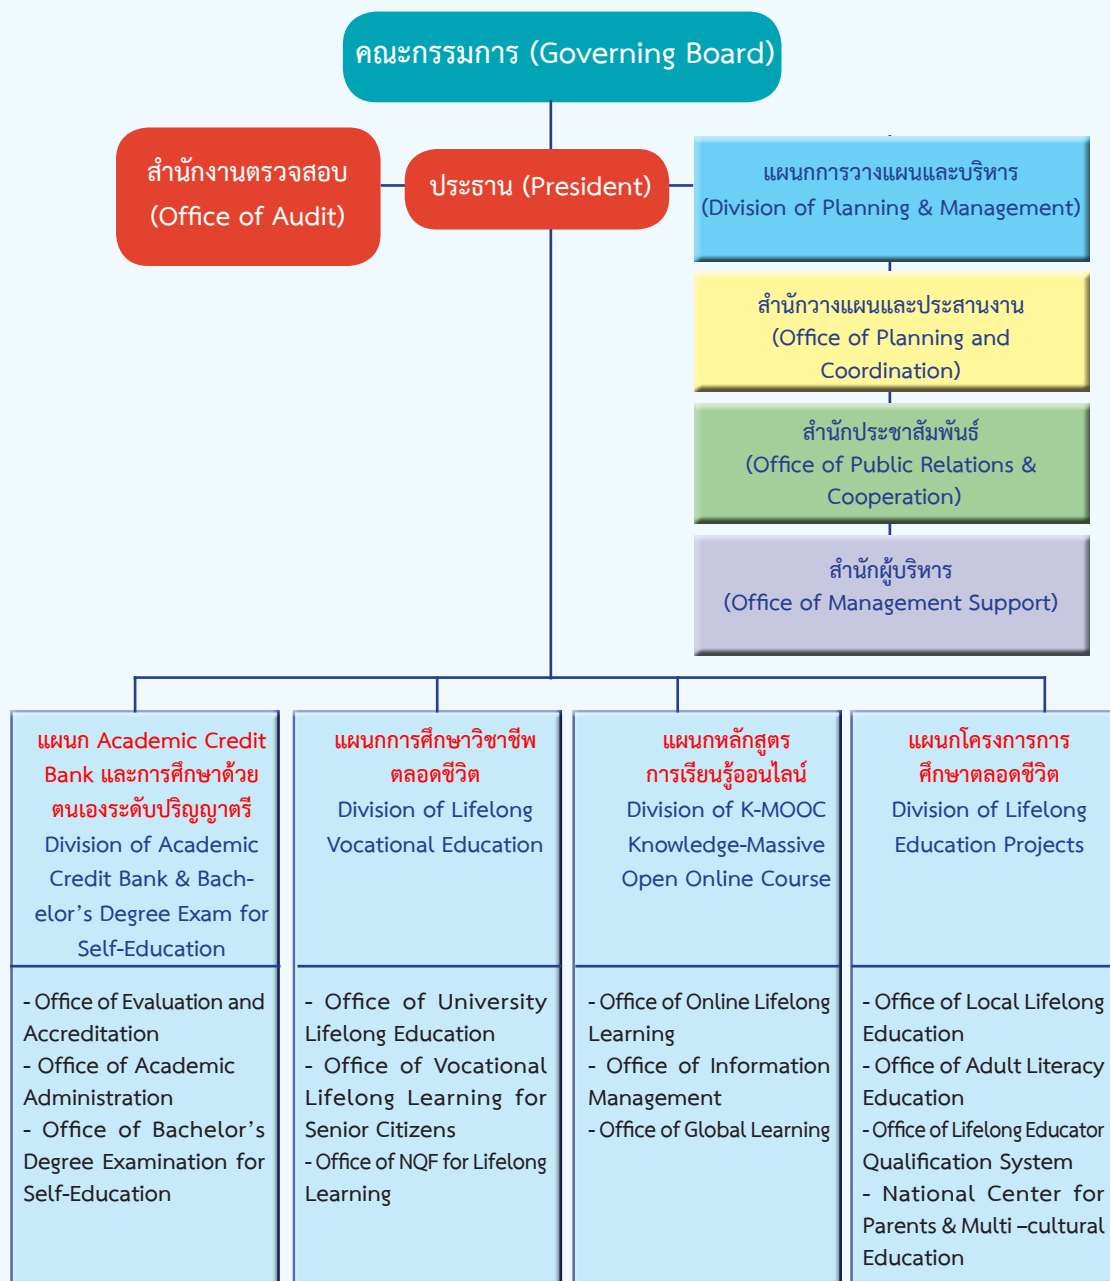 คณะกรรมการ (Governing Board)
สำนักงานตรวจสอบ
(Office of Audit)
ประธาน (President)
แผนกการวางแผนและบริหาร
(Division of Planning & Management)
สำนักวางแผนและประสานงาน
(Office of Planning and
Coordination)
สำนักประชาสัมพันธ์
(Office of Public Relations &
Cooperation)
สำนักผู้บริหาร
(Office of Management Support)
แผนก Academic Credit
Bank และการศึกษาด้วย
ตนเองระดับปริญญาตรี
Division of Academic
Credit Bank & Bach-
elor’s Degree Exam for
Self-Education
- Office of Evaluation and
Accreditation
- Office of Academic
Administration
- Office of Bachelor’s
Degree Examination for
Self-Education
แผนกการศึกษาวิชาชีพ
ตลอดชีวิต
Division of Lifelong
Vocational Education
- Office of University
Lifelong Education
- Office of Vocational
Lifelong Learning for
Senior Citizens
- Office of NQF for Lifelong
Learning
แผนกหลักสูตร
การเรียนรู้ออนไลน์
Division of K-MOOC
Knowledge-Massive
Open Online Course
- Office of Online Lifelong
Learning
- Office of Information
Management
- Office of Global Learning
แผนกโครงการการ
ศึกษาตลอดชีวิต
Division of Lifelong
Education Projects
- Office of Local Lifelong
Education
- Office of Adult Literacy
Education
- Office of Lifelong Educator
Qualification System
- National Center for
Parents & Multi –cultural
Education